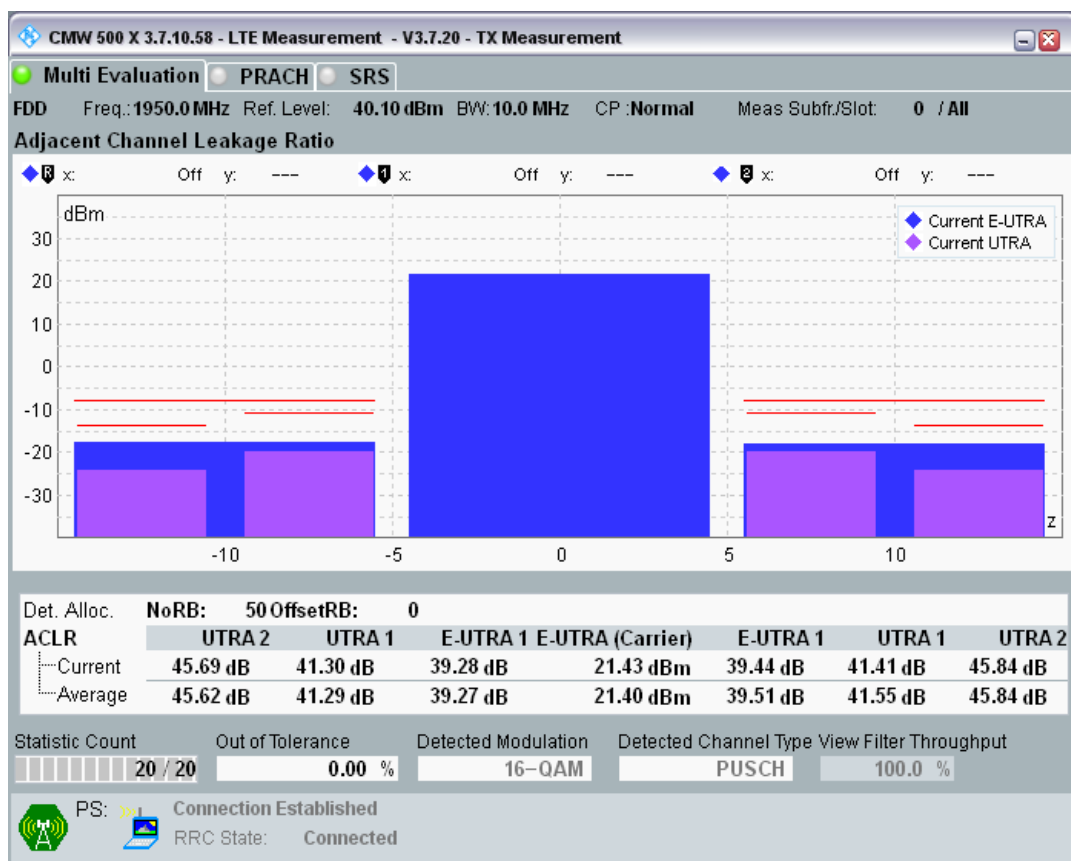 CMW 500 X 3.7.10.58 - LTE Measurement - V3.7.20 - TX Measurement
Multi Evaluation PRACH SRS
FDD Freq.: 1950.0 MHz Ref. Level: 40.10 dBm BW: 10.0 MHz CP : Normal Meas Subfr./Slot: 0 / All
Adjacent Channel Leakage Ratio
R x: Off y: --- 1 x: Off y: --- 2 x: Off y: ---
dBm
Current E-UTRA
Current UTRA
30
20
10
0
-10
-20
-30
z
-10 -5 0 5 10
Det. Alloc. NoRB: 50 OffsetRB: 0
ACLR UTRA 2 UTRA 1 E-UTRA 1 E-UTRA (Carrier) E-UTRA 1 UTRA 1 UTRA 2
Current 45.69 dB 41.30 dB 39.28 dB 21.43 dBm 39.44 dB 41.41 dB 45.84 dB
Average 45.62 dB 41.29 dB 39.27 dB 21.40 dBm 39.51 dB 41.55 dB 45.84 dB
Statistic Count Out of Tolerance Detected Modulation Detected Channel Type View Filter Throughput
20 / 20 0.00 % 16-QAM PUSCH 100.0 %
PS: Connection Established
RRC State: Connected